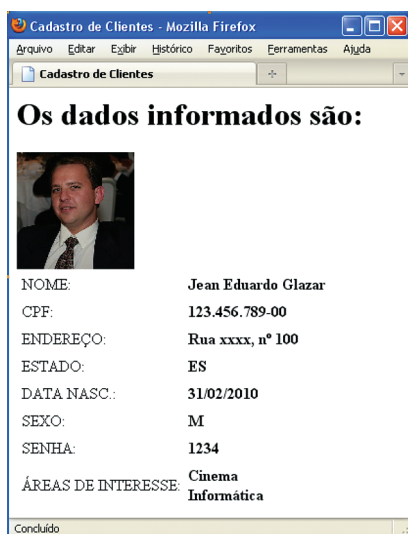 Cadastro de Clientes - Mozilla Firefox
Arquivo Editar Exibir Histórico Favoritos Ferramentas Ajuda
Cadastro de Clientes
Os dados informados são:
NOME: Jean Eduardo Glazar
CPF: 123.456.789-00
ENDEREÇO: Rua xxxx, nº 100
ESTADO: ES
DATA NASC.: 31/02/2010
SEXO: M
SENHA: 1234
ÁREAS DE INTERESSE: Cinema
Informática
Concluído